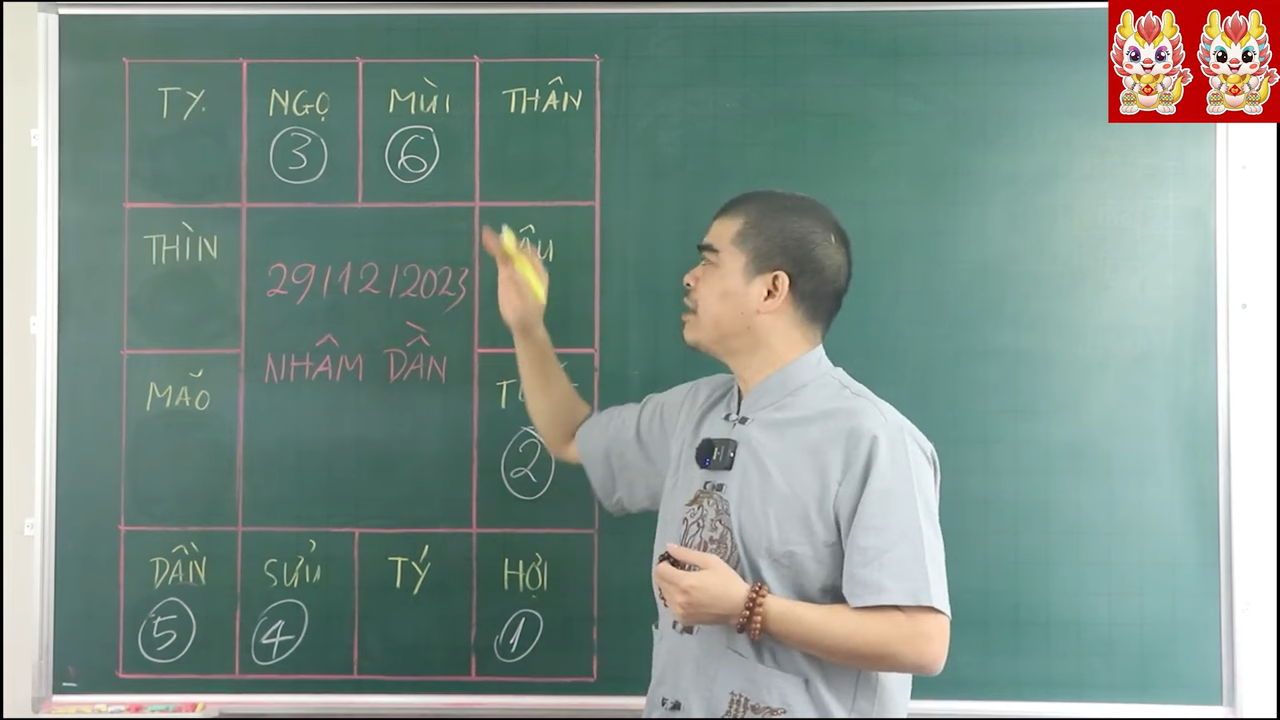 TỴ
NGỌ
3
MÙI
6
THÂN
THÌN
29/12/2023
NHÂM DẦN
MÃO
2
DẦN
5
SỬU
4
TÝ
HỢI
1